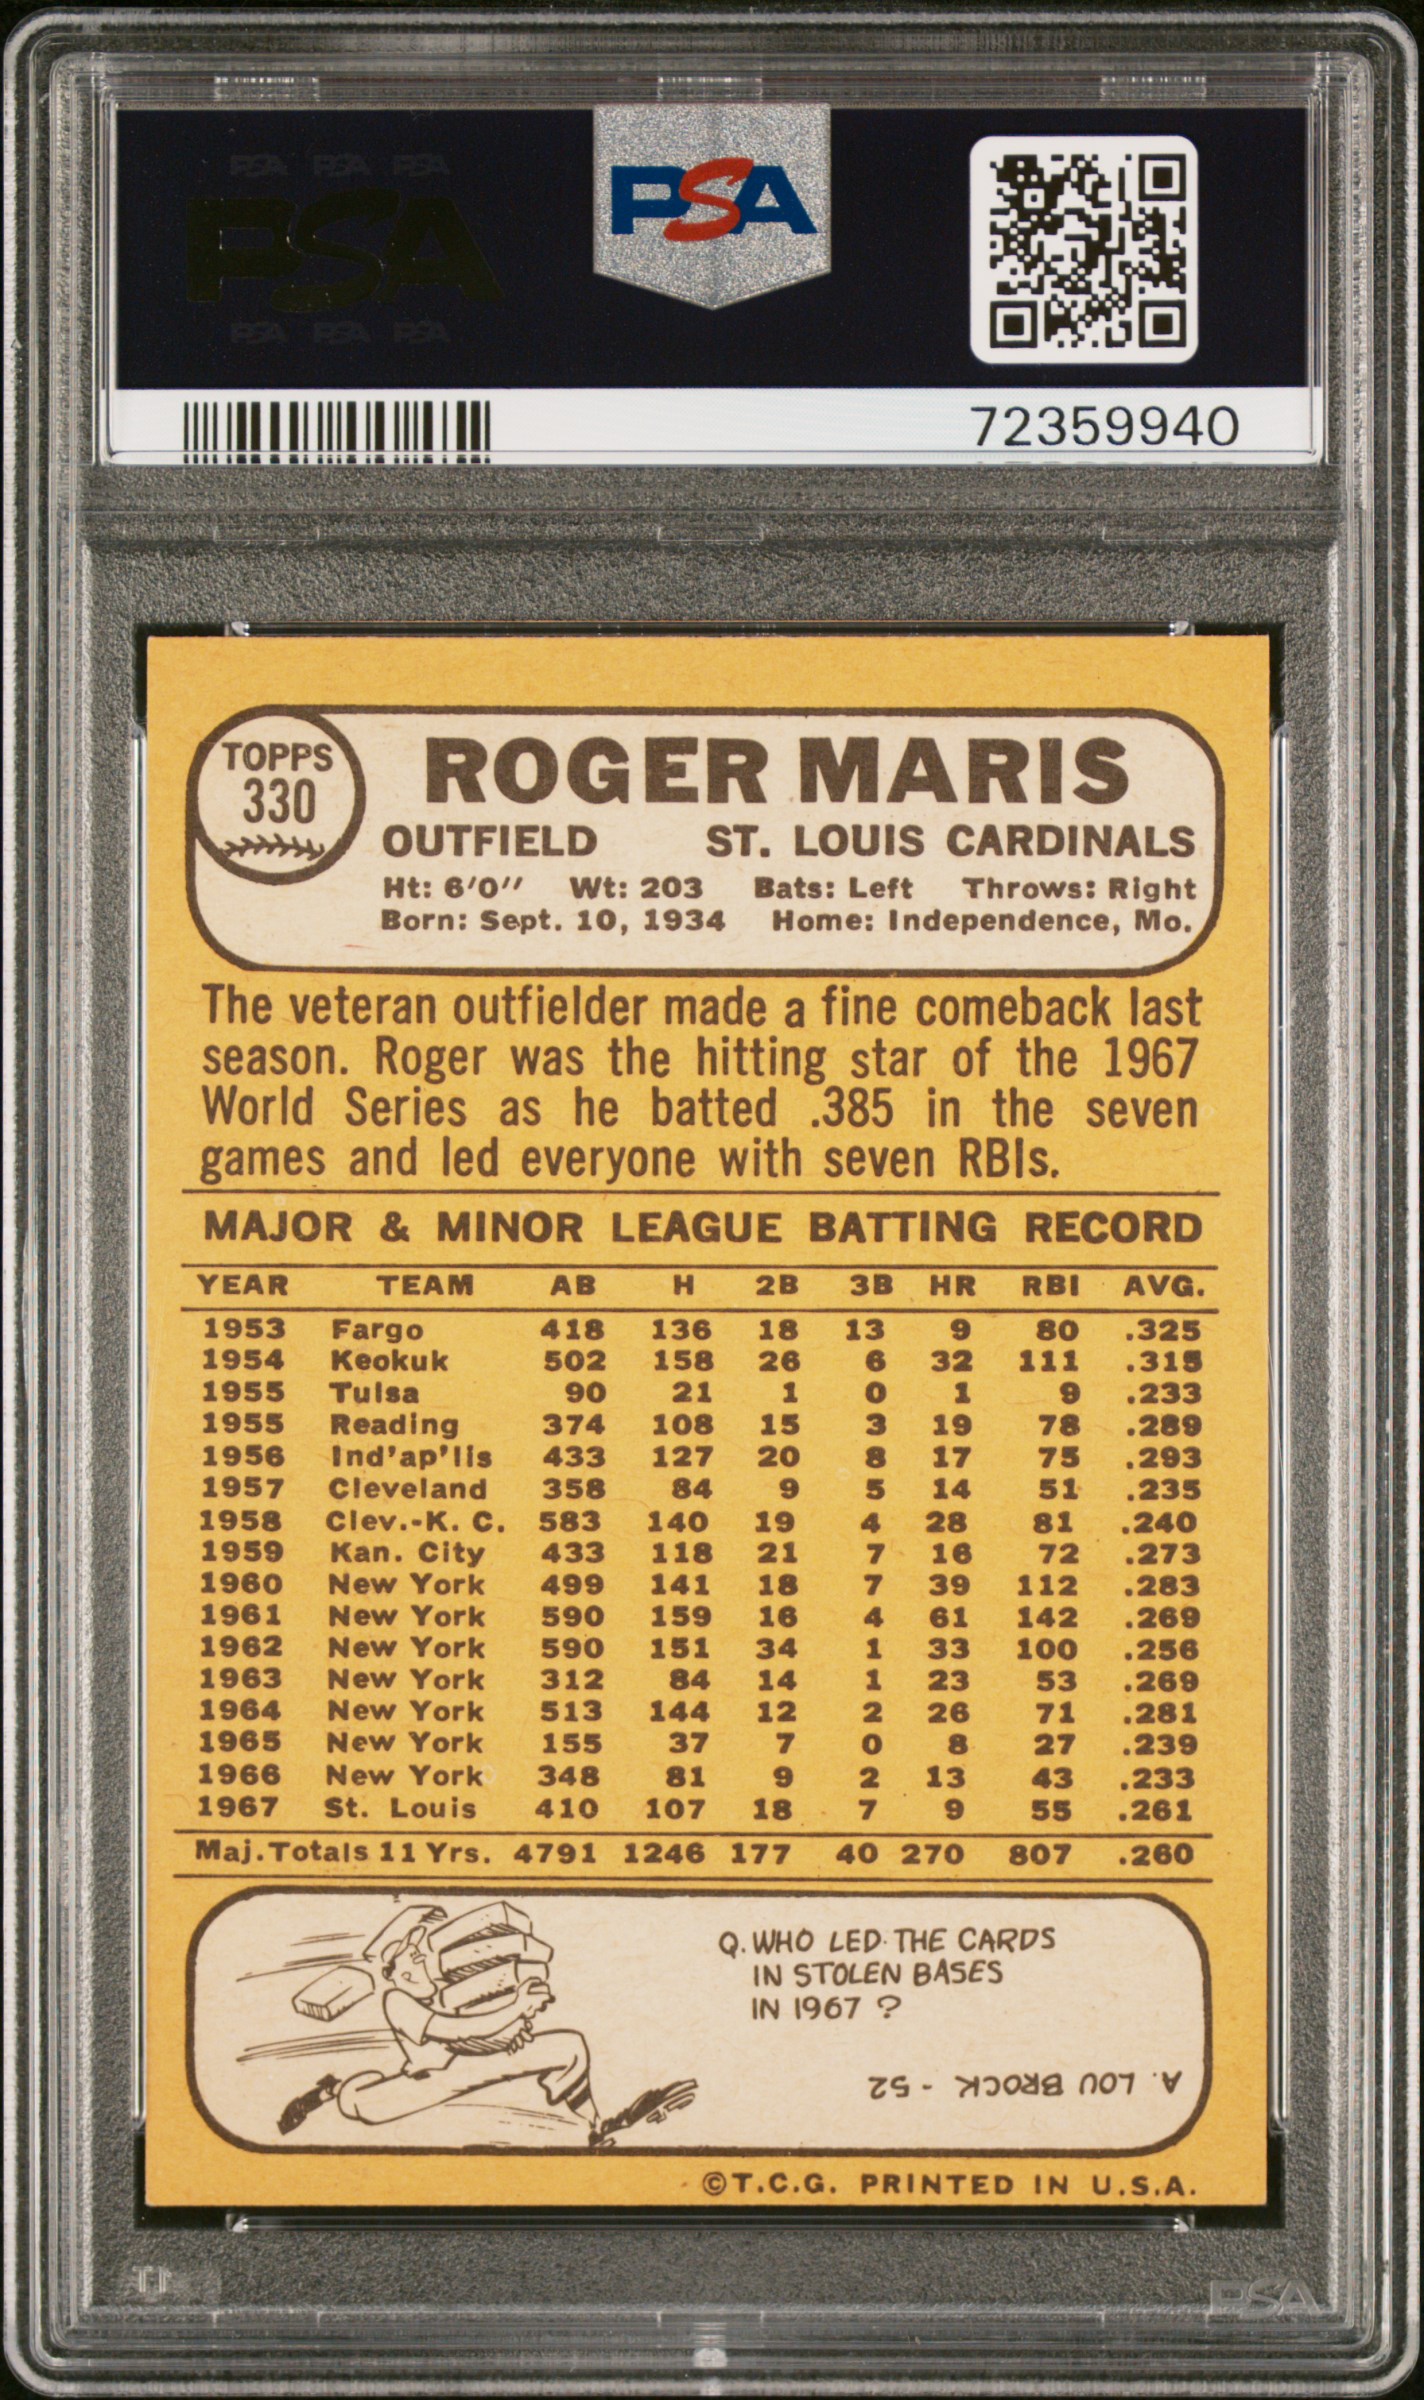 PSA PSA PSA
PSA
PSA PSA PSA
PSA
72359940
TOPPS
330
ROGER MARIS
OUTFIELD ST. LOUIS CARDINALS
Ht: 6'0" Wt: 203 Bats: Left Throws: Right
Born: Sept. 10, 1934 Home: Independence, Mo.
The veteran outfielder made a fine comeback last
season. Roger was the hitting star of the 1967
World Series as he batted .385 in the seven
games and led everyone with seven RBIs.
MAJOR & MINOR LEAGUE BATTING RECORD
YEAR TEAM AB H 2B 3B HR RBI AVG.
1953 Fargo 418 136 18 13 9 80 .325
1954 Keokuk 502 158 26 6 32 111 .315
1955 Tulsa 90 21 1 0 1 9 .233
1955 Reading 374 108 15 3 19 78 .289
1956 Ind'ap'lis 433 127 20 8 17 75 .293
1957 Cleveland 358 84 9 5 14 51 .235
1958 Clev.-K. C. 583 140 19 4 28 81 .240
1959 Kan. City 433 118 21 7 16 72 .273
1960 New York 499 141 18 7 39 112 .283
1961 New York 590 159 16 4 61 142 .269
1962 New York 590 151 34 1 33 100 .256
1963 New York 312 84 14 1 23 53 .269
1964 New York 513 144 12 2 26 71 .281
1965 New York 155 37 7 0 8 27 .239
1966 New York 348 81 9 2 13 43 .233
1967 St. Louis 410 107 18 7 9 55 .261
Maj. Totals 11 Yrs. 4791 1246 177 40 270 807 .260
Q. WHO LED THE CARDS
IN STOLEN BASES
IN 1967 ?
A. LOU BROCK - 52
©T.C.G. PRINTED IN U.S.A.
PSA